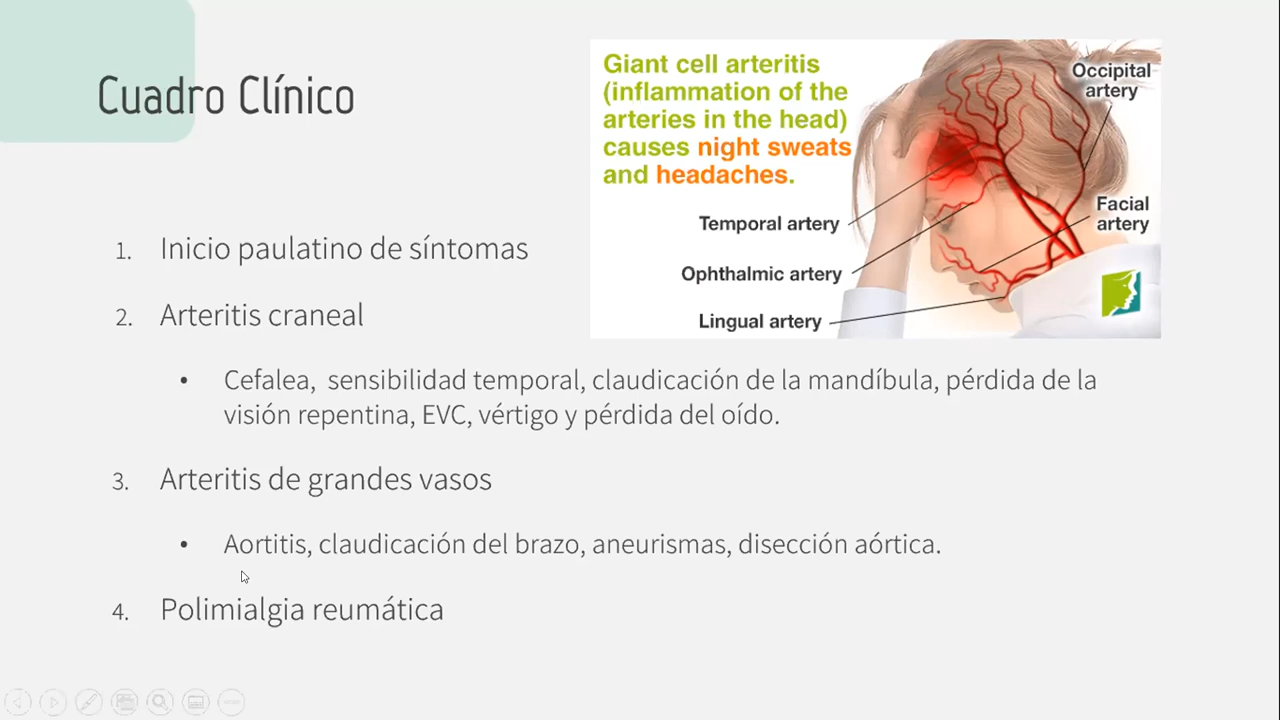 Cuadro Clínico
Giant cell arteritis
(inflammation of the
arteries in the head)
causes night sweats
and headaches.
Occipital
artery
Facial
artery
Temporal artery
Ophthalmic artery
Lingual artery
1. Inicio paulatino de síntomas
2. Arteritis craneal
• Cefalea, sensibilidad temporal, claudicación de la mandíbula, pérdida de la
visión repentina, EVC, vértigo y pérdida del oído.
3. Arteritis de grandes vasos
• Aortitis, claudicación del brazo, aneurismas, disección aórtica.
4. Polimialgia reumática